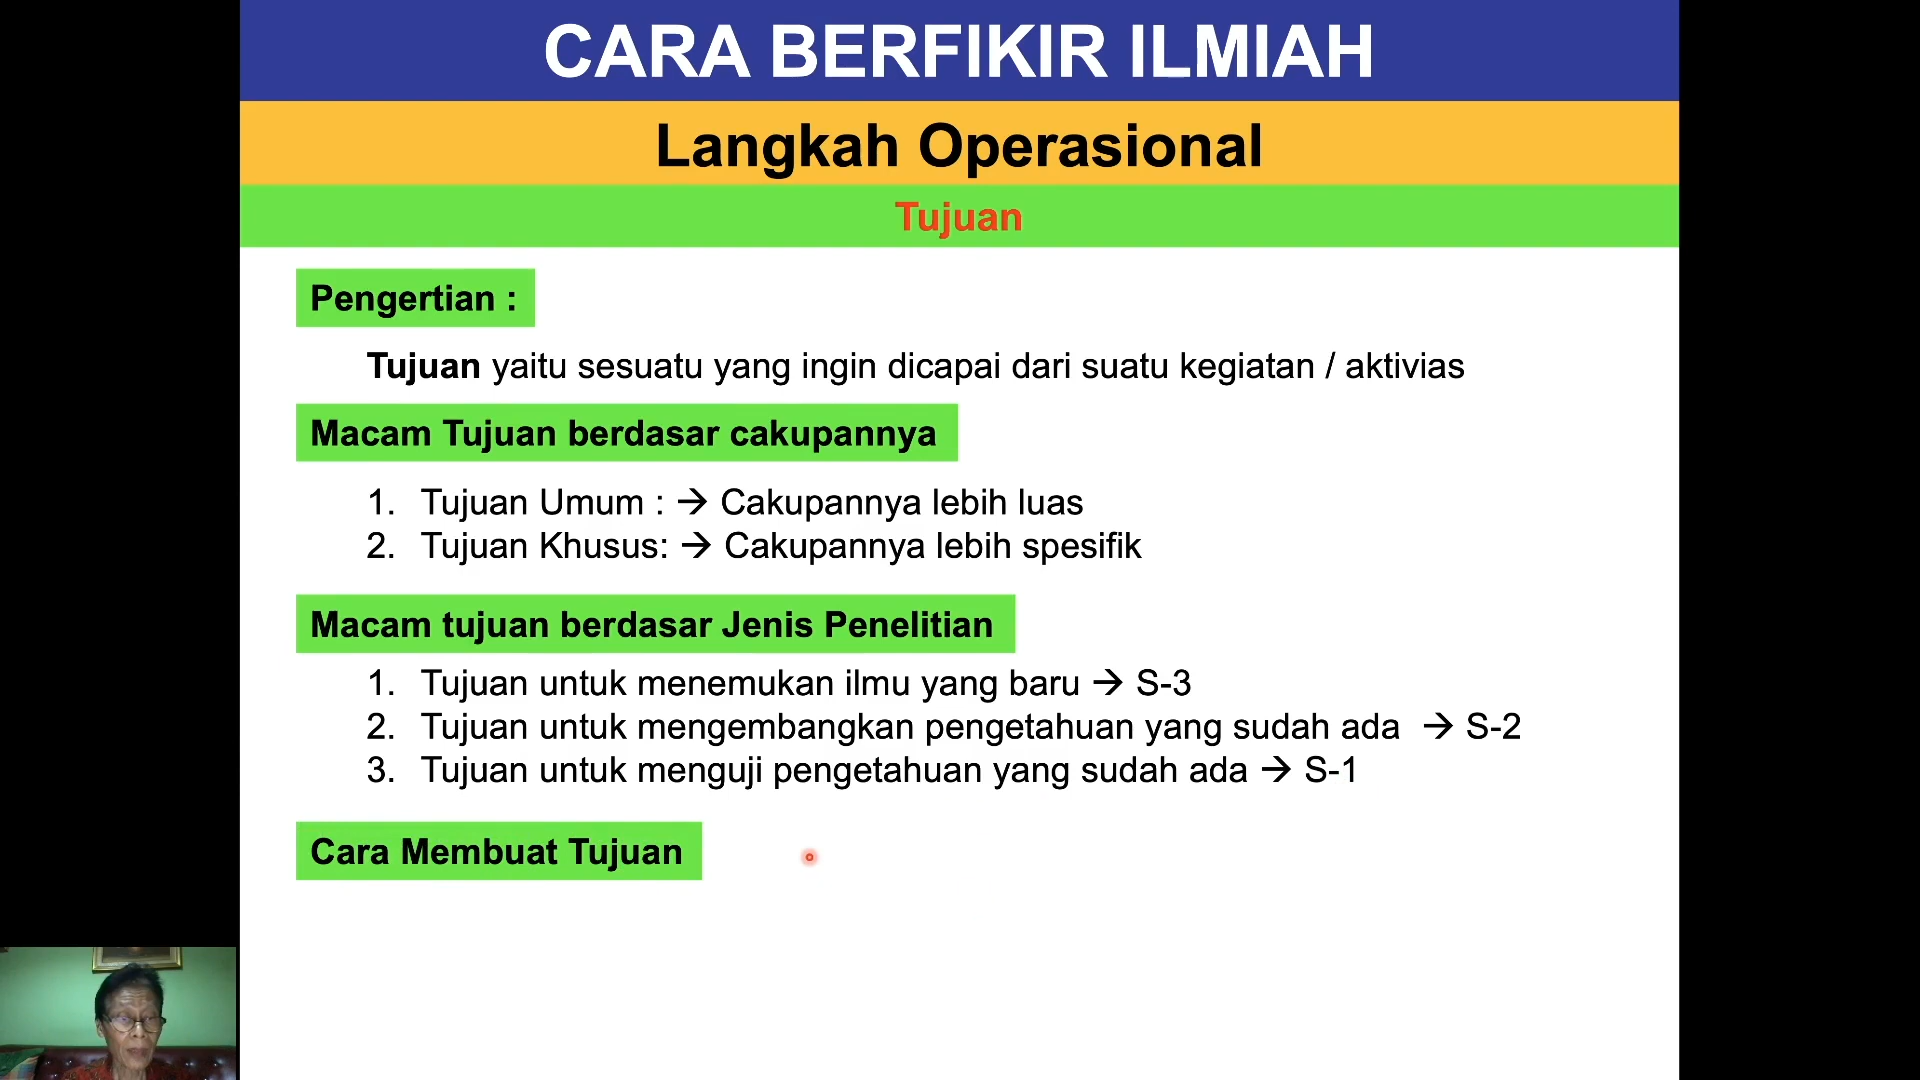 CARA BERFIKIR ILMIAH
Langkah Operasional
Tujuan
Pengertian :
Tujuan yaitu sesuatu yang ingin dicapai dari suatu kegiatan / aktivias
Macam Tujuan berdasar cakupannya
1. Tujuan Umum : → Cakupannya lebih luas
2. Tujuan Khusus: → Cakupannya lebih spesifik
Macam tujuan berdasar Jenis Penelitian
1. Tujuan untuk menemukan ilmu yang baru → S-3
2. Tujuan untuk mengembangkan pengetahuan yang sudah ada → S-2
3. Tujuan untuk menguji pengetahuan yang sudah ada → S-1
Cara Membuat Tujuan